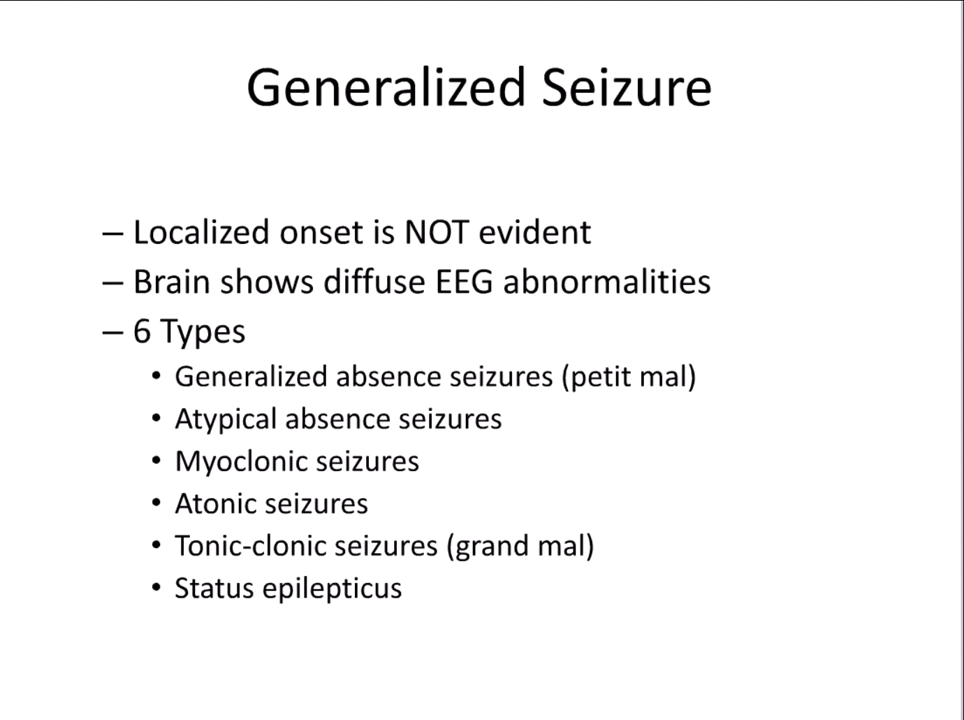 Generalized Seizure
– Localized onset is NOT evident
– Brain shows diffuse EEG abnormalities
– 6 Types
• Generalized absence seizures (petit mal)
• Atypical absence seizures
• Myoclonic seizures
• Atonic seizures
• Tonic-clonic seizures (grand mal)
• Status epilepticus